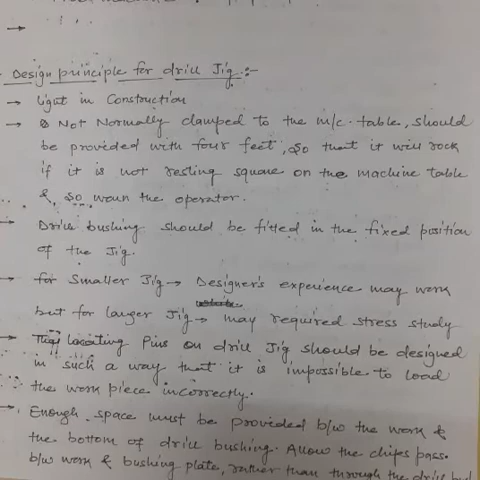 →
Design principle for drill Jig :-
→ light in Construction
→ Not Normally clamped to the m/c table, should
be provided with four feet, so that it will rock
if it is not resting square on the machine table
& so warn the operator.
→ Drill bushing should be fitted in the fixed position
of the Jig.
→ for Smaller Jig → Designer's experience may work
but for larger Jig → may required stress study
→ locating Pins on drill Jig should be designed
in such a way that it is impossible to load
the work piece incorrectly.
→ Enough space must be provided b/w the work &
the bottom of drill bushing. Allow the chips pass
b/w work & bushing plate, rather than through the drill